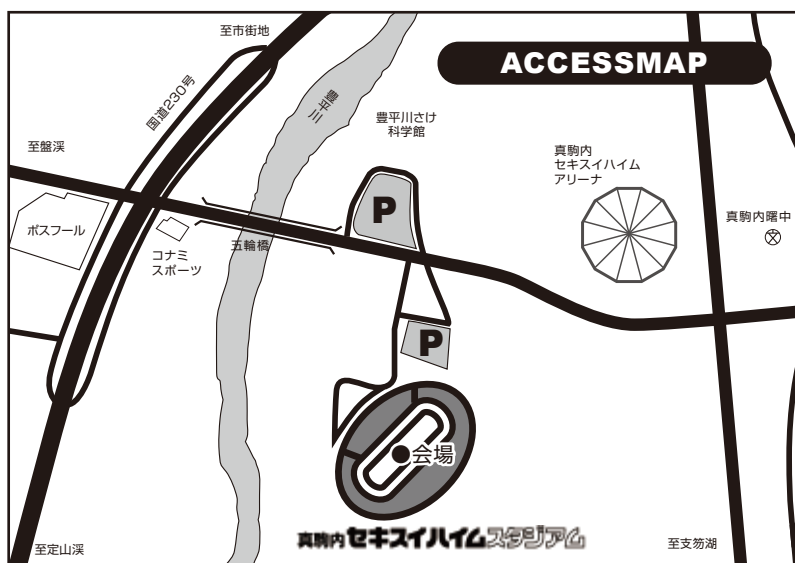 至市街地
ACCESSMAP
国道230号
豊平川
豊平川さけ
科学館
至盤渓
真駒内
セキスイハイム
アリーナ
P
真駒内曙中
ポスフール
五輪橋
コナミ
スポーツ
P
会場
真駒内セキスイハイムスタジアム
至定山渓
至支笏湖